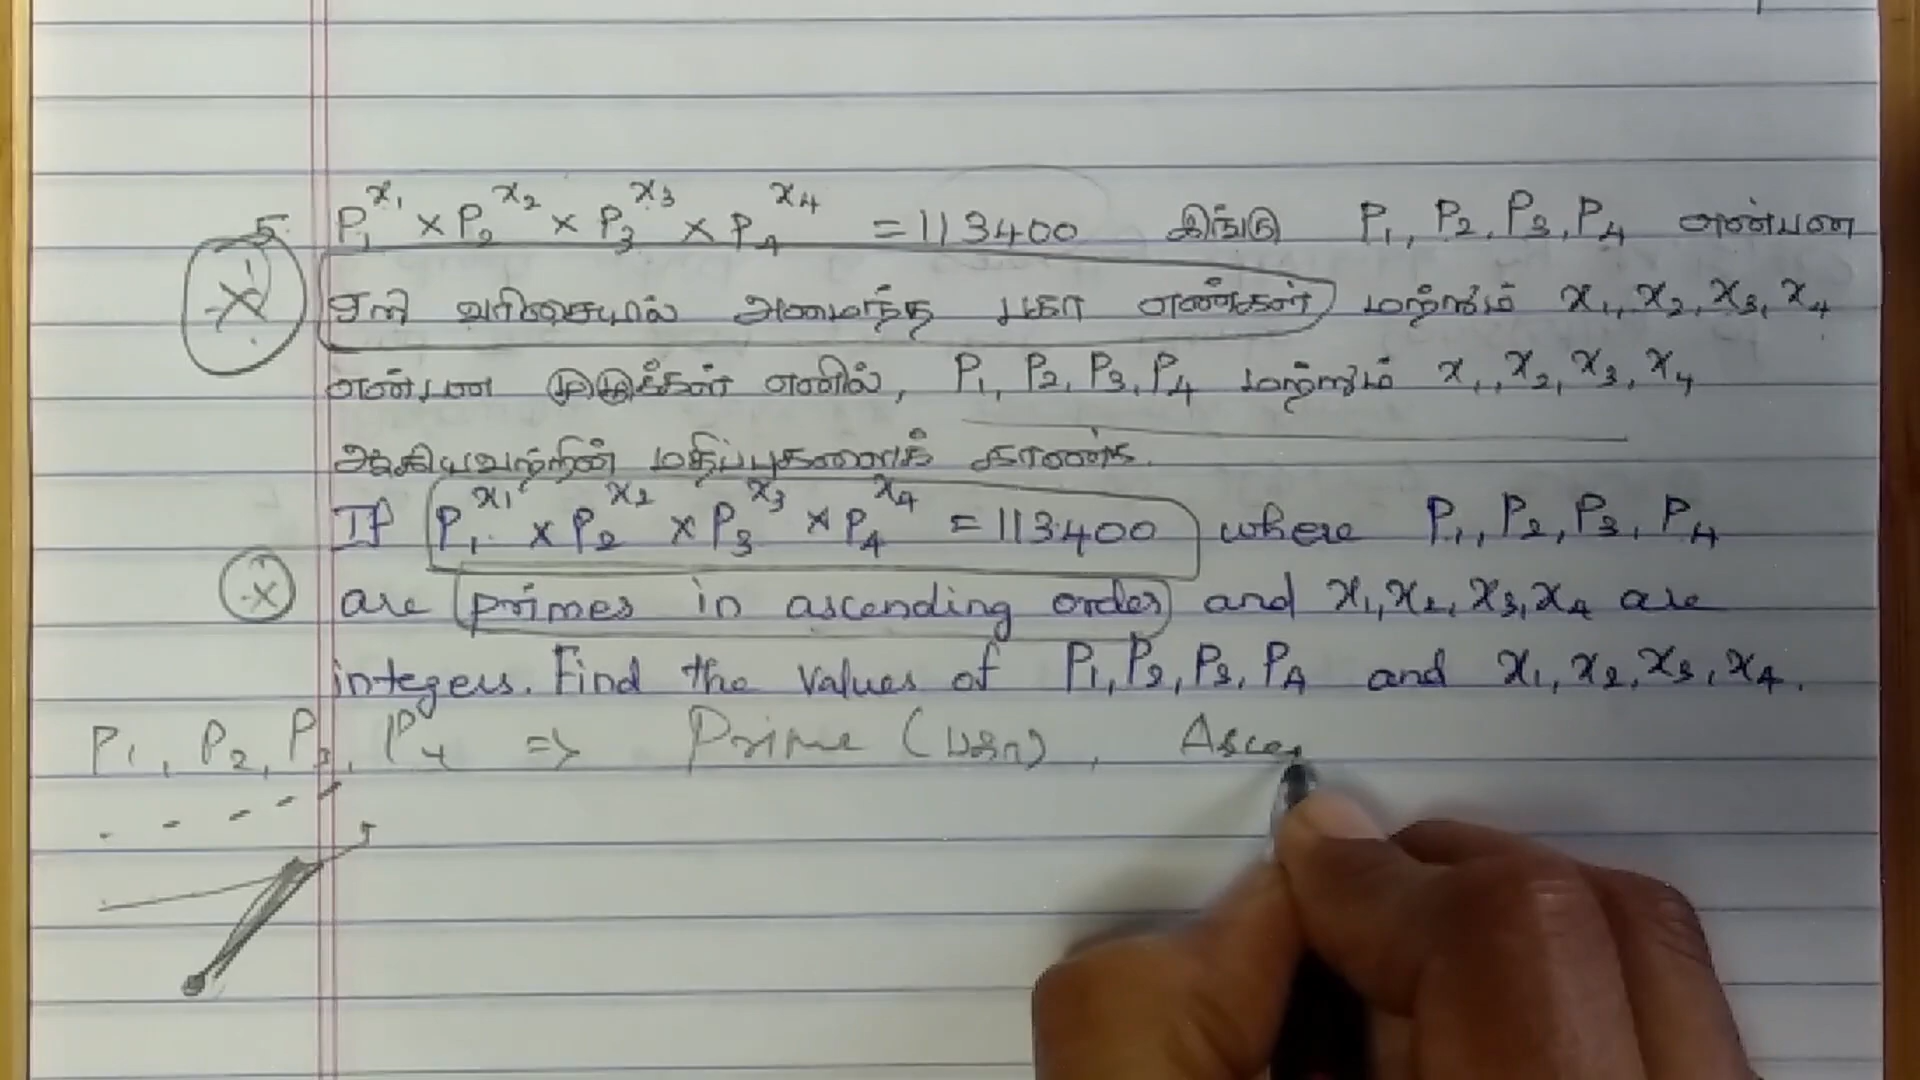 5. P₁^x₁ × P₂^x₂ × P₃^x₃ × P₄^x₄ = 113400 இங்கு P₁, P₂, P₃, P₄ என்பன
ஏறு வரிசையில் அமைந்த பகா எண்கள் மற்றும் x₁, x₂, x₃, x₄
என்பன முழுக்கள் எனில், P₁, P₂, P₃, P₄ மற்றும் x₁, x₂, x₃, x₄
ஆகியவற்றின் மதிப்புகளைக் காண்க.
If P₁^x₁ × P₂^x₂ × P₃^x₃ × P₄^x₄ = 113400 where P₁, P₂, P₃, P₄
are primes in ascending order and x₁, x₂, x₃, x₄ are
integers. Find the values of P₁, P₂, P₃, P₄ and x₁, x₂, x₃, x₄.
P₁, P₂, P₃, P₄ => Prime (பகா), Ascen